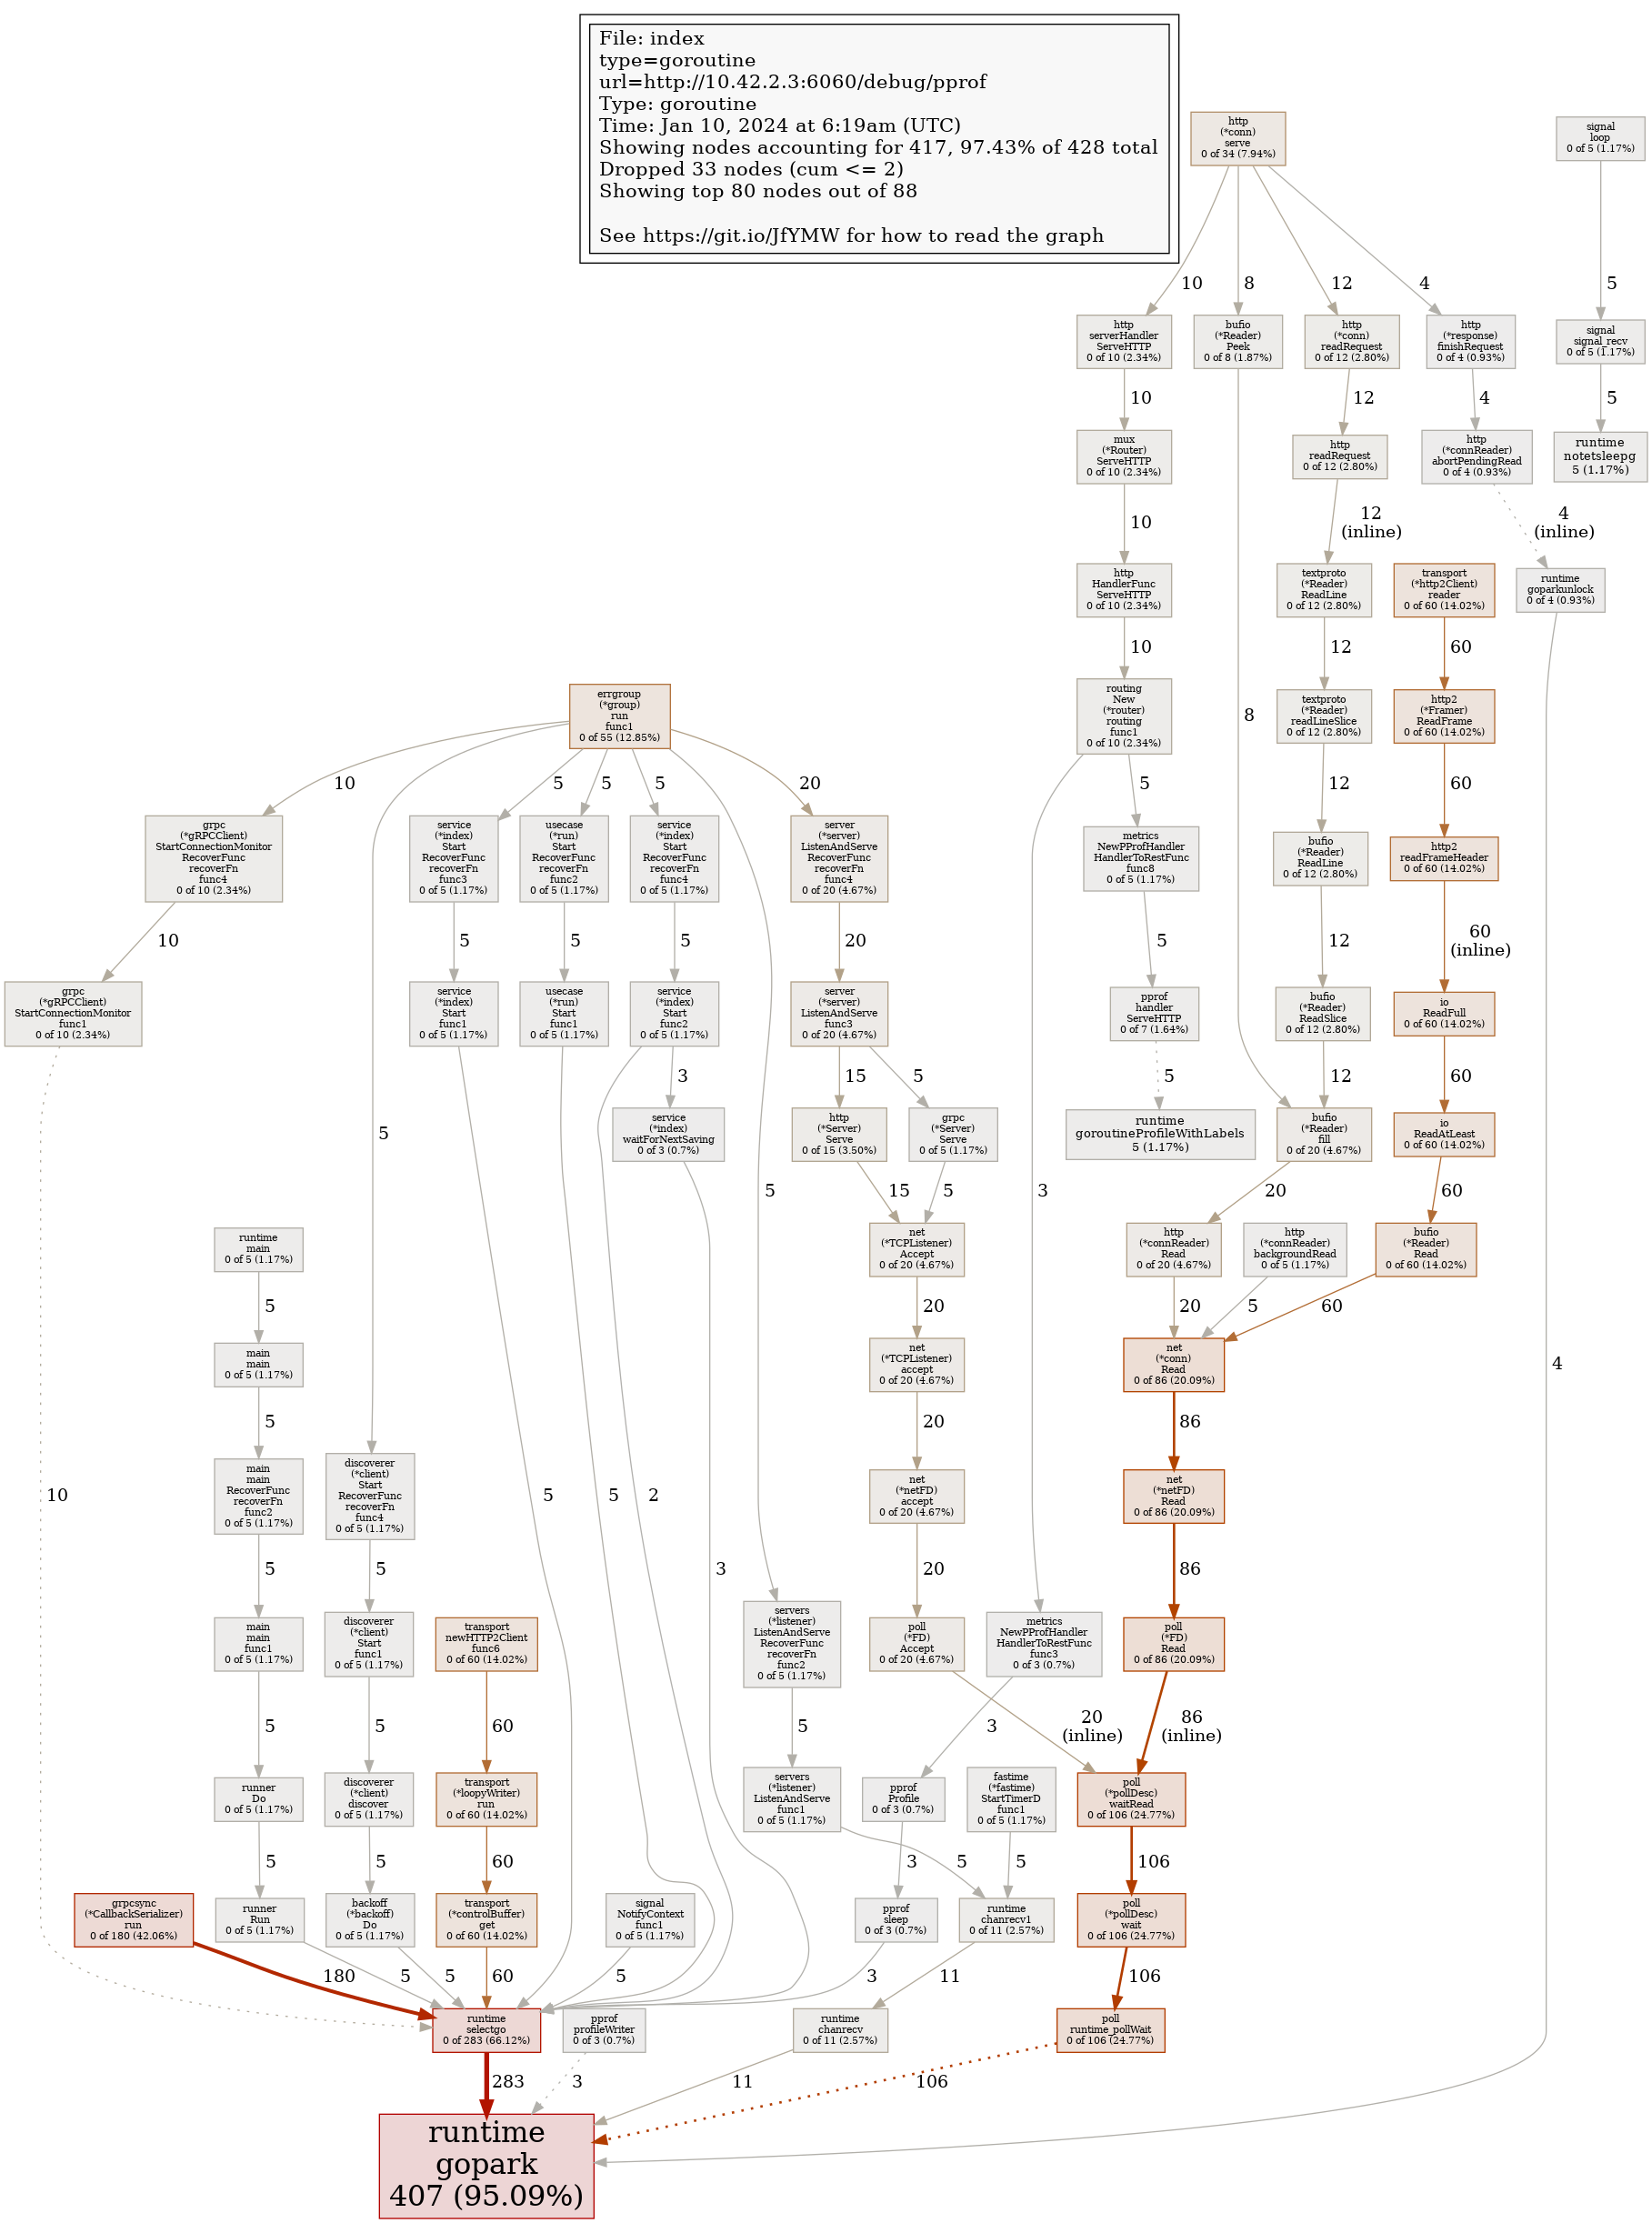 File: index
type=goroutine
url=http://10.42.2.3:6060/debug/pprof
Type: goroutine
Time: Jan 10, 2024 at 6:19am (UTC)
Showing nodes accounting for 417, 97.43% of 428 total
Dropped 33 nodes (cum <= 2)
Showing top 80 nodes out of 88
See https://git.io/JfYMW for how to read the graph
http
(*conn)
serve
0 of 34 (7.94%)
signal
loop
0 of 5 (1.17%)
10
8
12
4
5
http
serverHandler
ServeHTTP
0 of 10 (2.34%)
bufio
(*Reader)
Peek
0 of 8 (1.87%)
http
(*conn)
readRequest
0 of 12 (2.80%)
http
(*response)
finishRequest
0 of 4 (0.93%)
signal
signal_recv
0 of 5 (1.17%)
10
12
4
5
mux
(*Router)
ServeHTTP
0 of 10 (2.34%)
http
readRequest
0 of 12 (2.80%)
http
(*connReader)
abortPendingRead
0 of 4 (0.93%)
runtime
notetsleepg
5 (1.17%)
10
12
(inline)
4
(inline)
http
HandlerFunc
ServeHTTP
0 of 10 (2.34%)
textproto
(*Reader)
ReadLine
0 of 12 (2.80%)
transport
(*http2Client)
reader
0 of 60 (14.02%)
runtime
goparkunlock
0 of 4 (0.93%)
10
12
60
errgroup
(*group)
run
func1
0 of 55 (12.85%)
routing
New
(*router)
routing
func1
0 of 10 (2.34%)
8
textproto
(*Reader)
readLineSlice
0 of 12 (2.80%)
http2
(*Framer)
ReadFrame
0 of 60 (14.02%)
10
5
5
5
20
5
12
60
grpc
(*gRPCClient)
StartConnectionMonitor
RecoverFunc
recoverFn
func4
0 of 10 (2.34%)
service
(*index)
Start
RecoverFunc
recoverFn
func3
0 of 5 (1.17%)
usecase
(*run)
Start
RecoverFunc
recoverFn
func2
0 of 5 (1.17%)
service
(*index)
Start
RecoverFunc
recoverFn
func4
0 of 5 (1.17%)
server
(*server)
ListenAndServe
RecoverFunc
recoverFn
func4
0 of 20 (4.67%)
metrics
NewPProfHandler
HandlerToRestFunc
func8
0 of 5 (1.17%)
bufio
(*Reader)
ReadLine
0 of 12 (2.80%)
http2
readFrameHeader
0 of 60 (14.02%)
10
5
5
5
20
5
12
60
(inline)
grpc
(*gRPCClient)
StartConnectionMonitor
func1
0 of 10 (2.34%)
service
(*index)
Start
func1
0 of 5 (1.17%)
usecase
(*run)
Start
func1
0 of 5 (1.17%)
service
(*index)
Start
func2
0 of 5 (1.17%)
server
(*server)
ListenAndServe
func3
0 of 20 (4.67%)
pprof
handler
ServeHTTP
0 of 7 (1.64%)
bufio
(*Reader)
ReadSlice
0 of 12 (2.80%)
io
ReadFull
0 of 60 (14.02%)
3
15
5
5
12
60
5
service
(*index)
waitForNextSaving
0 of 3 (0.7%)
http
(*Server)
Serve
0 of 15 (3.50%)
grpc
(*Server)
Serve
0 of 5 (1.17%)
runtime
goroutineProfileWithLabels
5 (1.17%)
bufio
(*Reader)
fill
0 of 20 (4.67%)
io
ReadAtLeast
0 of 60 (14.02%)
5
15
5
3
20
60
runtime
main
0 of 5 (1.17%)
net
(*TCPListener)
Accept
0 of 20 (4.67%)
http
(*connReader)
Read
0 of 20 (4.67%)
http
(*connReader)
backgroundRead
0 of 5 (1.17%)
bufio
(*Reader)
Read
0 of 60 (14.02%)
5
20
20
5
60
main
main
0 of 5 (1.17%)
net
(*TCPListener)
accept
0 of 20 (4.67%)
net
(*conn)
Read
0 of 86 (20.09%)
4
5
20
86
10
main
main
RecoverFunc
recoverFn
func2
0 of 5 (1.17%)
discoverer
(*client)
Start
RecoverFunc
recoverFn
func4
0 of 5 (1.17%)
5
5
2
net
(*netFD)
accept
0 of 20 (4.67%)
net
(*netFD)
Read
0 of 86 (20.09%)
5
5
3
20
86
main
main
func1
0 of 5 (1.17%)
discoverer
(*client)
Start
func1
0 of 5 (1.17%)
transport
newHTTP2Client
func6
0 of 60 (14.02%)
servers
(*listener)
ListenAndServe
RecoverFunc
recoverFn
func2
0 of 5 (1.17%)
poll
(*FD)
Accept
0 of 20 (4.67%)
metrics
NewPProfHandler
HandlerToRestFunc
func3
0 of 3 (0.7%)
poll
(*FD)
Read
0 of 86 (20.09%)
5
5
60
5
3
20
(inline)
86
(inline)
runner
Do
0 of 5 (1.17%)
discoverer
(*client)
discover
0 of 5 (1.17%)
transport
(*loopyWriter)
run
0 of 60 (14.02%)
servers
(*listener)
ListenAndServe
func1
0 of 5 (1.17%)
pprof
Profile
0 of 3 (0.7%)
fastime
(*fastime)
StartTimerD
func1
0 of 5 (1.17%)
poll
(*pollDesc)
waitRead
0 of 106 (24.77%)
5
5
60
3
5
5
106
grpcsync
(*CallbackSerializer)
run
0 of 180 (42.06%)
runner
Run
0 of 5 (1.17%)
backoff
(*backoff)
Do
0 of 5 (1.17%)
transport
(*controlBuffer)
get
0 of 60 (14.02%)
signal
NotifyContext
func1
0 of 5 (1.17%)
pprof
sleep
0 of 3 (0.7%)
runtime
chanrecv1
0 of 11 (2.57%)
poll
(*pollDesc)
wait
0 of 106 (24.77%)
180
5
5
60
5
3
11
106
runtime
selectgo
0 of 283 (66.12%)
pprof
profileWriter
0 of 3 (0.7%)
runtime
chanrecv
0 of 11 (2.57%)
poll
runtime_pollWait
0 of 106 (24.77%)
283
3
11
106
runtime
gopark
407 (95.09%)